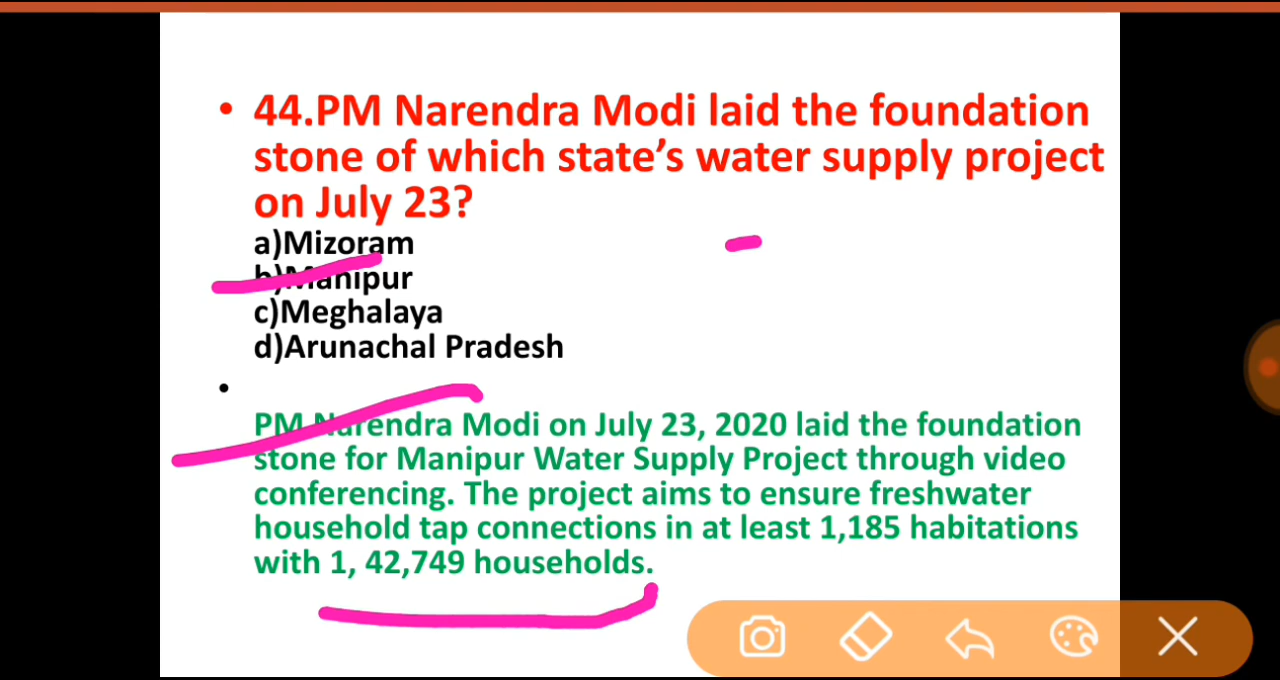 • 44.PM Narendra Modi laid the foundation
stone of which state’s water supply project
on July 23?
a)Mizoram
b)Manipur
c)Meghalaya
d)Arunachal Pradesh
•
PM Narendra Modi on July 23, 2020 laid the foundation
stone for Manipur Water Supply Project through video
conferencing. The project aims to ensure freshwater
household tap connections in at least 1,185 habitations
with 1, 42,749 households.